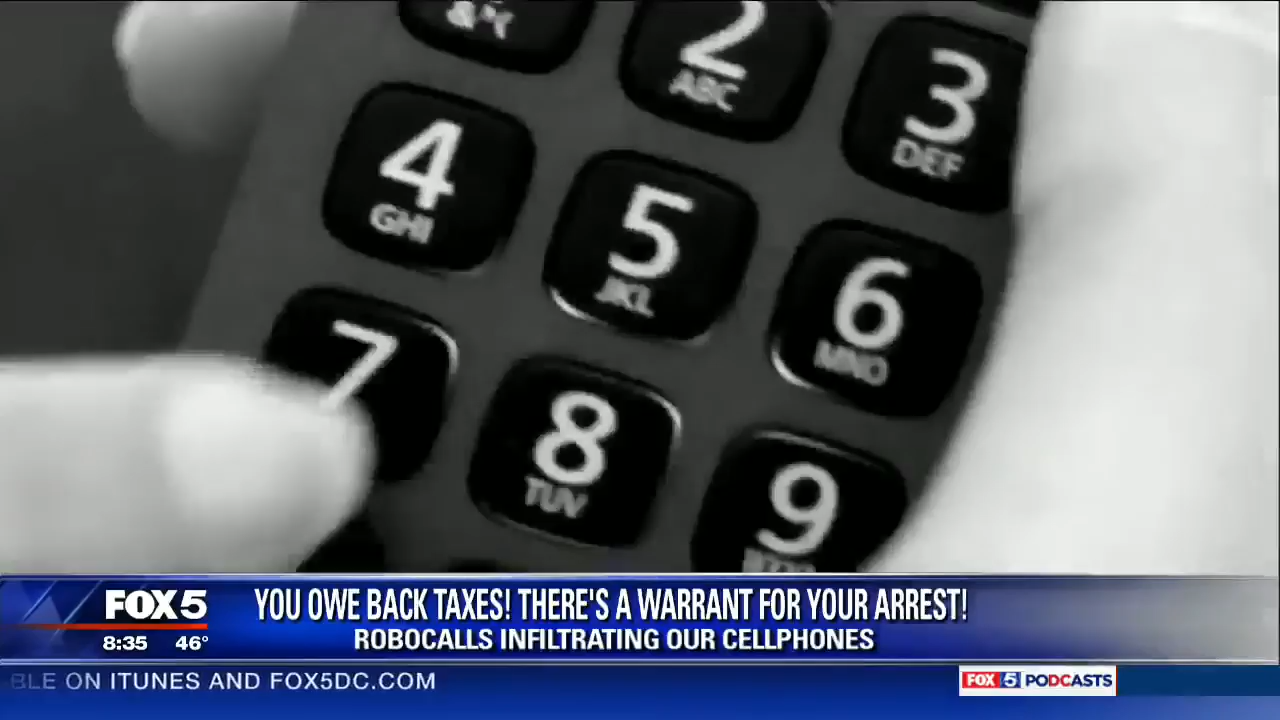 &*(
2
ABC
3
DEF
4
GHI
5
JKL
6
MNO
7
8
TUV
9
FOX 5
8:35 46°
YOU OWE BACK TAXES! THERE'S A WARRANT FOR YOUR ARREST!
ROBOCALLS INFILTRATING OUR CELLPHONES
BLE ON ITUNES AND FOX5DC.COM
FOX 5 PODCASTS